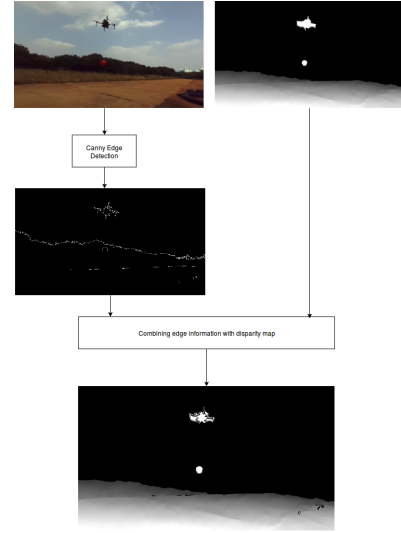 Canny Edge
Detection
Combining edge information with disparity map